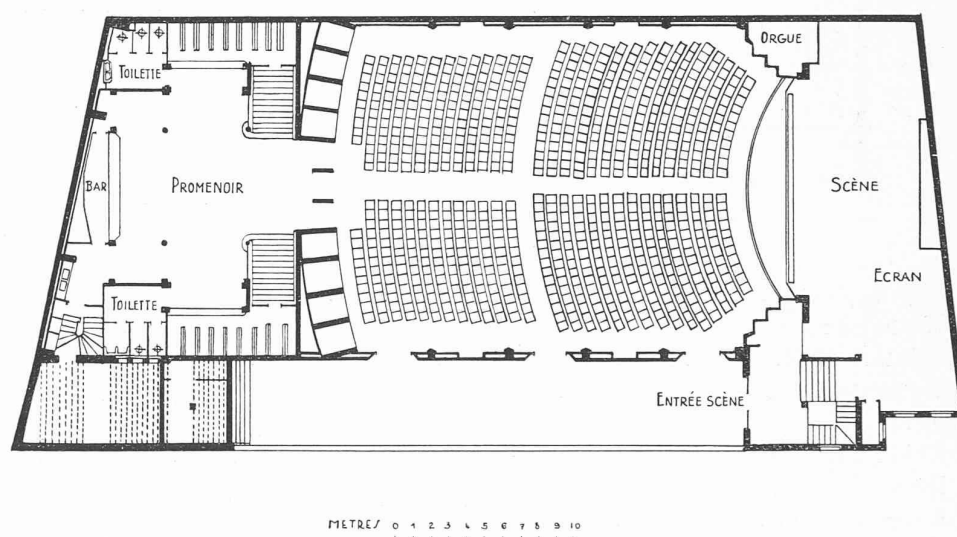 ORGUE
TOILETTE
BAR
PROMENOIR
SCÈNE
ECRAN
TOILETTE
ENTRÉE SCÈNE
METRES 0 1 2 3 4 5 6 7 8 9 10